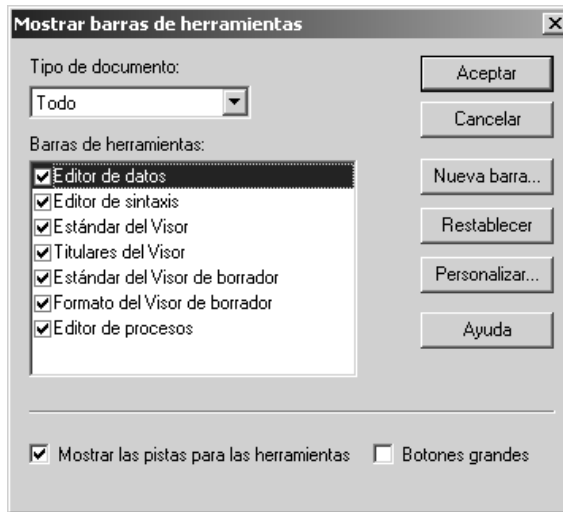 Mostrar barras de herramientas
Tipo de documento:
Todo
Barras de herramientas:
Editor de datos
Editor de sintaxis
Estándar del Visor
Titulares del Visor
Estándar del Visor de borrador
Formato del Visor de borrador
Editor de procesos
Aceptar
Cancelar
Nueva barra...
Restablecer
Personalizar...
Ayuda
Mostrar las pistas para las herramientas
Botones grandes